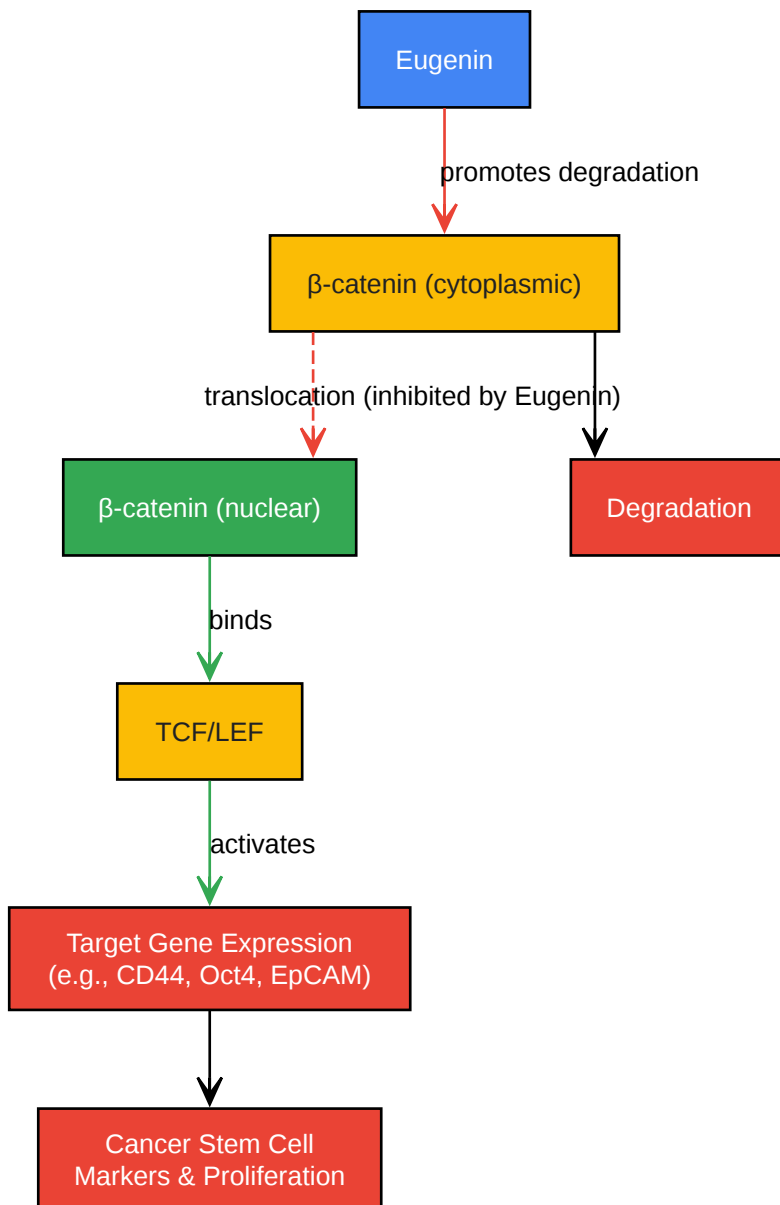 Eugenin
promotes degradation
β-catenin (cytoplasmic)
translocation (inhibited by Eugenin)
β-catenin (nuclear)
Degradation
binds
TCF/LEF
activates
Target Gene Expression
(e.g., CD44, Oct4, EpCAM)
Cancer Stem Cell
Markers & Proliferation